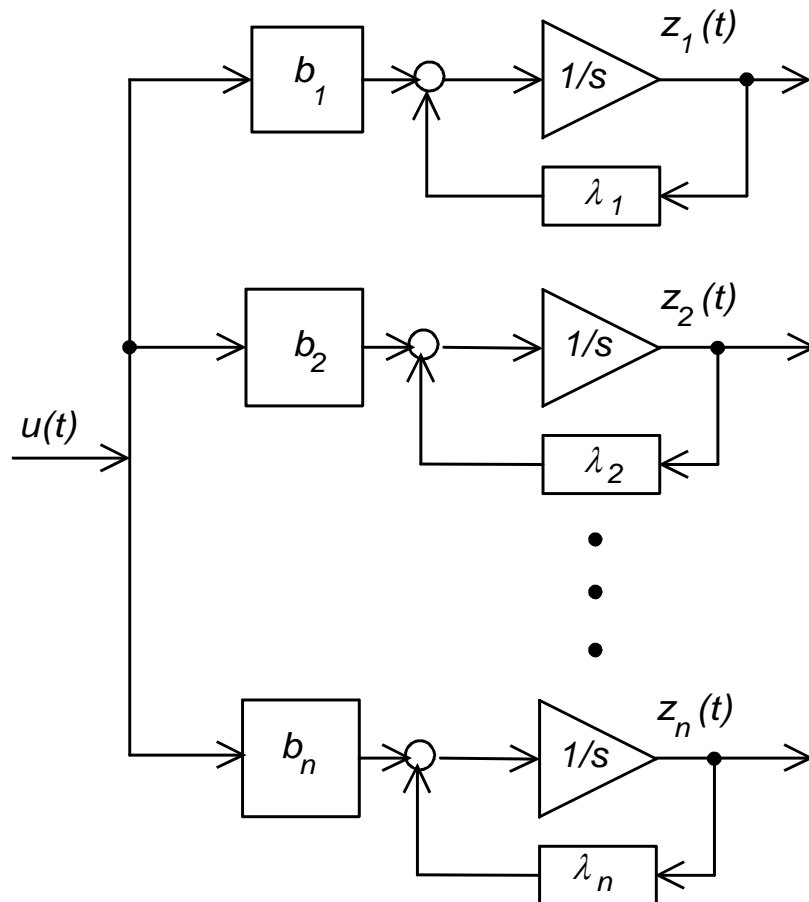 z₁(t)
b₁
1/s
λ₁
z₂(t)
b₂
1/s
u(t)
λ₂
zₙ(t)
bₙ
1/s
λₙ